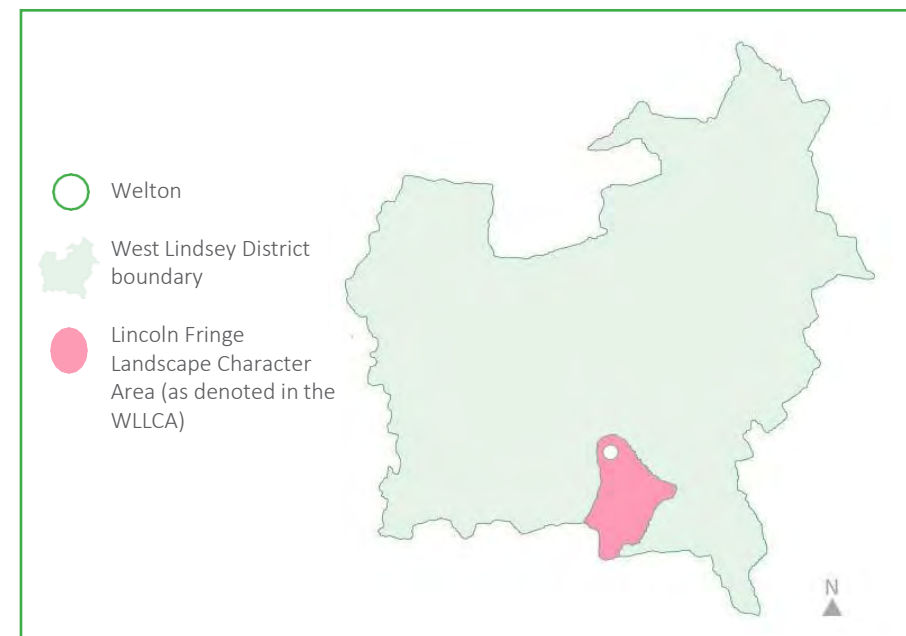 Welton
West Lindsey District
boundary
Lincoln Fringe
Landscape Character
Area (as denoted in the
WLLCA)
N